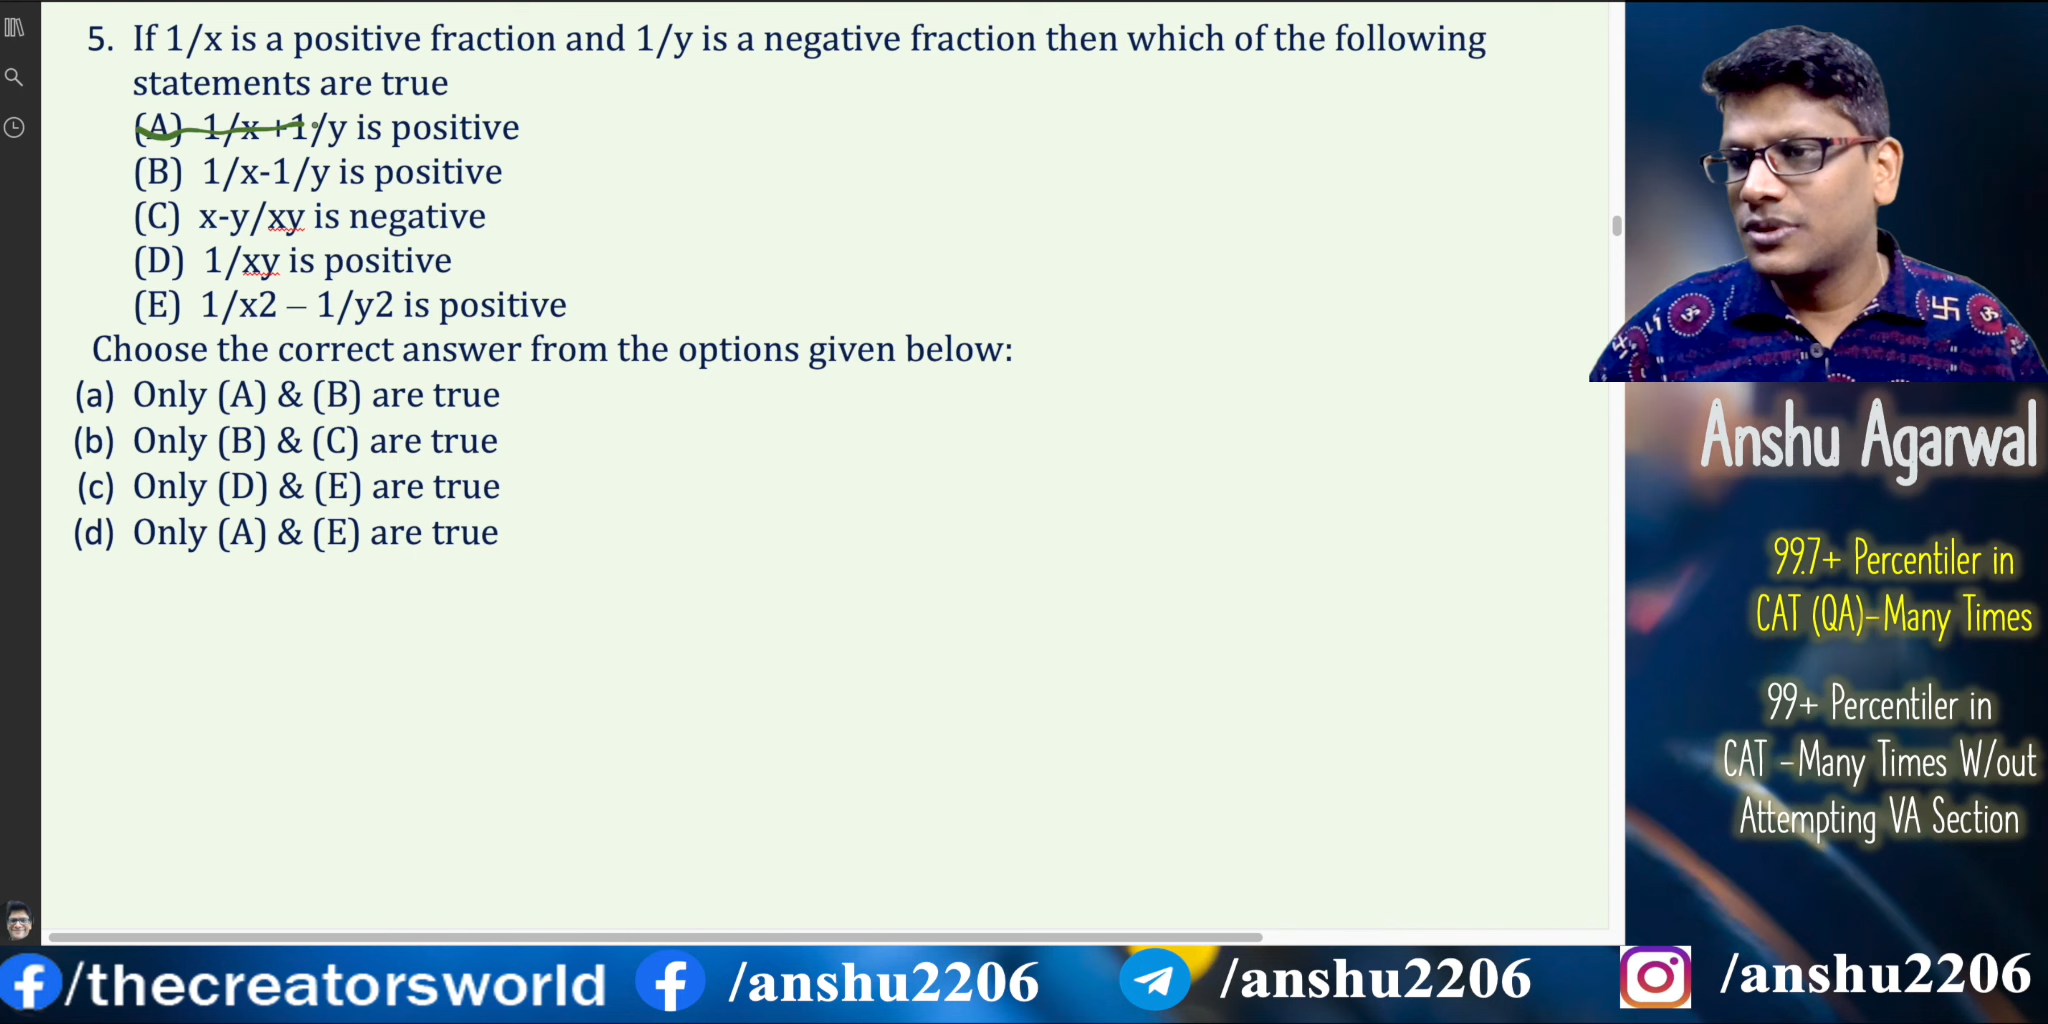 5. If 1/x is a positive fraction and 1/y is a negative fraction then which of the following
statements are true
(A) 1/x +1/y is positive
(B) 1/x-1/y is positive
(C) x-y/xy is negative
(D) 1/xy is positive
(E) 1/x2 – 1/y2 is positive
Choose the correct answer from the options given below:
(a) Only (A) & (B) are true
(b) Only (B) & (C) are true
(c) Only (D) & (E) are true
(d) Only (A) & (E) are true
Anshu Agarwal
99.7+ Percentiler in
CAT (QA)-Many Times
99+ Percentiler in
CAT -Many Times W/out
Attempting VA Section
/thecreatorsworld
/anshu2206
/anshu2206
/anshu2206